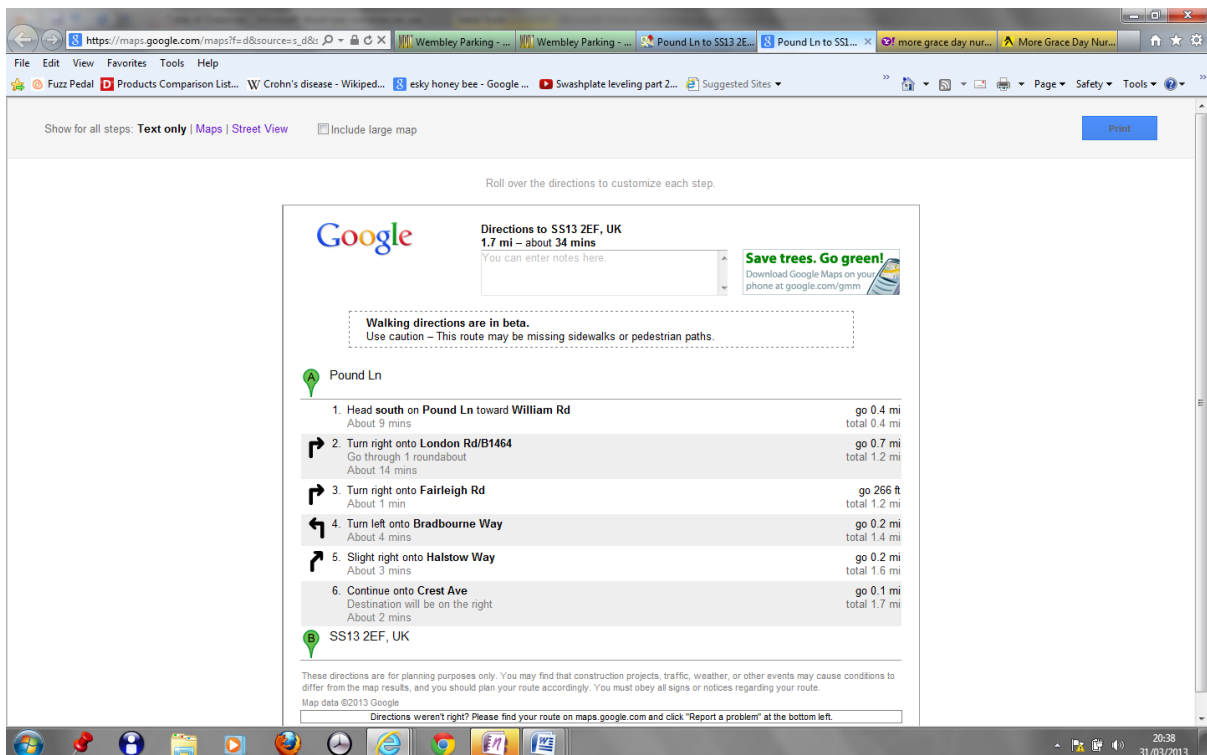 https://maps.google.com/maps?f=d&source=s_d&s
Wembley Parking - ...
Wembley Parking - ...
Pound Ln to SS13 2E...
Pound Ln to SS1...
more grace day nur...
More Grace Day Nur...
File Edit View Favorites Tools Help
Fuzz Pedal
Products Comparison List...
Crohn's disease - Wikiped...
esky honey bee - Google ...
Swashplate leveling part 2...
Suggested Sites
Page Safety Tools
Show for all steps: Text only | Maps | Street View
Include large map
Print
Roll over the directions to customize each step.
Google
Directions to SS13 2EF, UK
1.7 mi – about 34 mins
You can enter notes here.
Save trees. Go green!
Download Google Maps on your
phone at google.com/gmm
Walking directions are in beta.
Use caution – This route may be missing sidewalks or pedestrian paths.
A Pound Ln
1. Head south on Pound Ln toward William Rd go 0.4 mi
About 9 mins total 0.4 mi
2. Turn right onto London Rd/B1464 go 0.7 mi
Go through 1 roundabout total 1.2 mi
About 14 mins
3. Turn right onto Fairleigh Rd go 266 ft
About 1 min total 1.2 mi
4. Turn left onto Bradbourne Way go 0.2 mi
About 4 mins total 1.4 mi
5. Slight right onto Halstow Way go 0.2 mi
About 3 mins total 1.6 mi
6. Continue onto Crest Ave go 0.1 mi
Destination will be on the right total 1.7 mi
About 2 mins
B SS13 2EF, UK
These directions are for planning purposes only. You may find that construction projects, traffic, weather, or other events may cause conditions to
differ from the map results, and you should plan your route accordingly. You must obey all signs or notices regarding your route.
Map data ©2013 Google
Directions weren't right? Please find your route on maps.google.com and click "Report a problem" at the bottom left.
20:38
31/03/2013